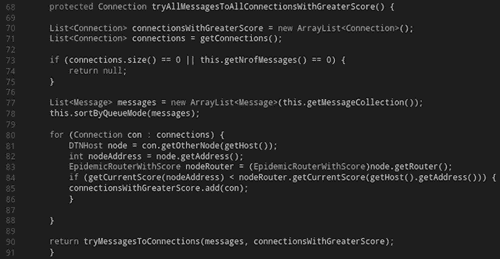 68 protected Connection tryAllMessagesToAllConnectionsWithGreaterScore() {
69
70 List<Connection> connectionsWithGreaterScore = new ArrayList<Connection>();
71 List<Connection> connections = getConnections();
72
73 if (connections.size() == 0 || this.getNrofMessages() == 0) {
74 return null;
75 }
76
77 List<Message> messages = new ArrayList<Message>(this.getMessageCollection());
78 this.sortByQueueMode(messages);
79
80 for (Connection con : connections) {
81 DTNHost node = con.getOtherNode(getHost());
82 int nodeAddress = node.getAddress();
83 EpidemicRouterWithScore nodeRouter = (EpidemicRouterWithScore)node.getRouter();
84 if (getCurrentScore(nodeAddress) < nodeRouter.getCurrentScore(getHost().getAddress())) {
85 connectionsWithGreaterScore.add(con);
86 }
87
88 }
89
90 return tryMessagesToConnections(messages, connectionsWithGreaterScore);
91 }